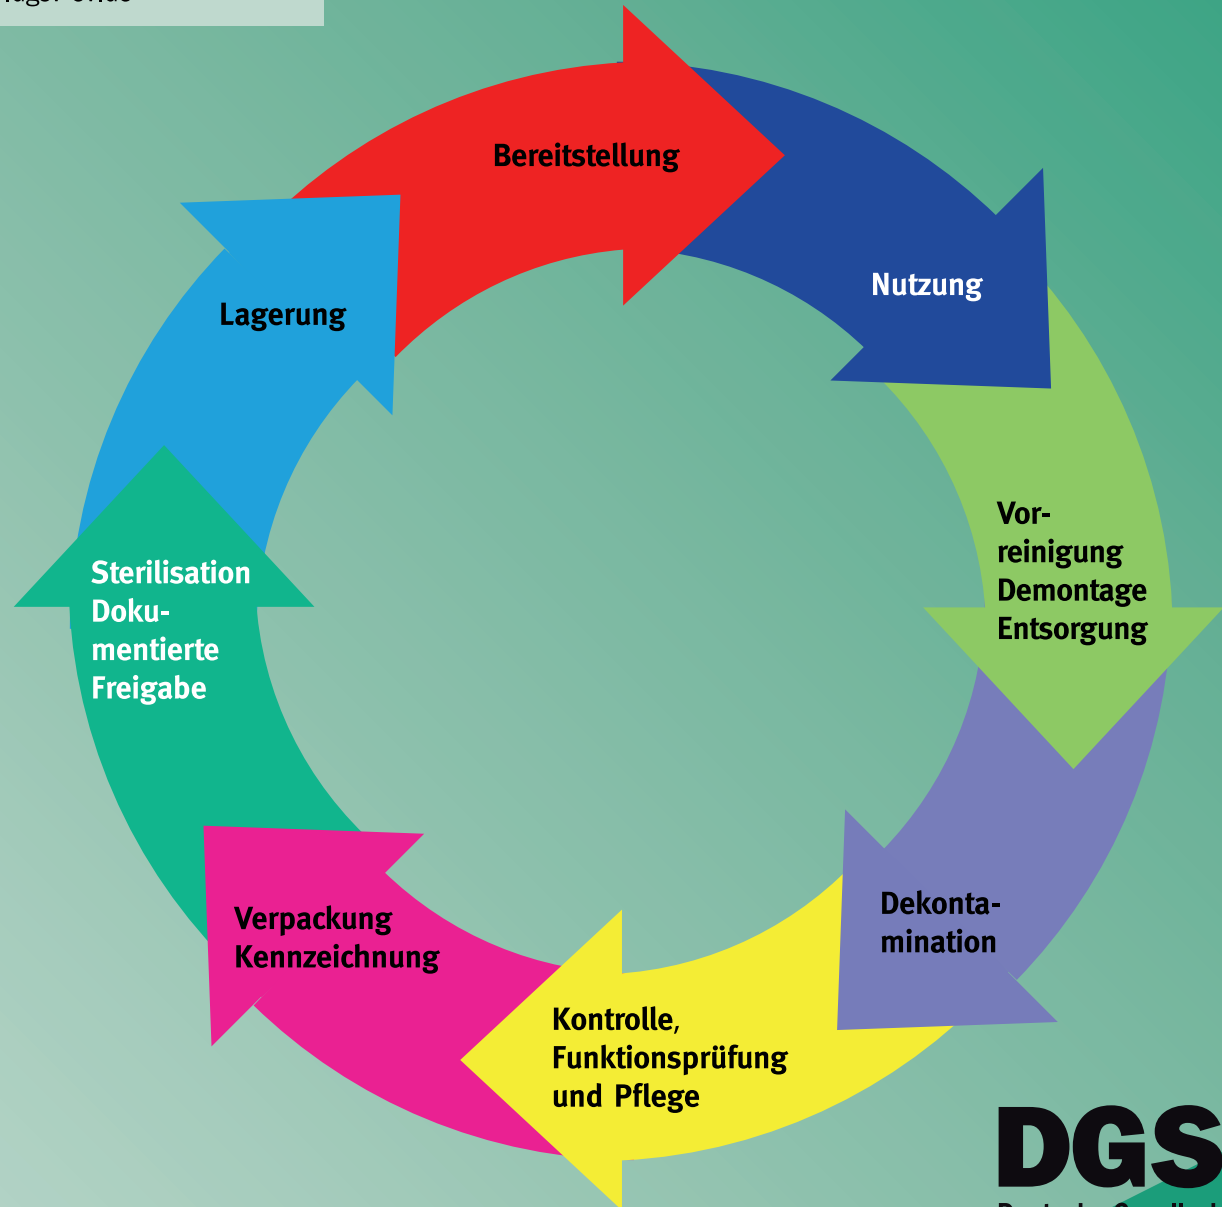 Bereitstellung
Nutzung
Lagerung
Vor-
reinigung
Demontage
Entsorgung
Sterilisation
Doku-
mentierte
Freigabe
Dekonta-
mination
Verpackung
Kennzeichnung
Kontrolle,
Funktionsprüfung
und Pflege
DGS